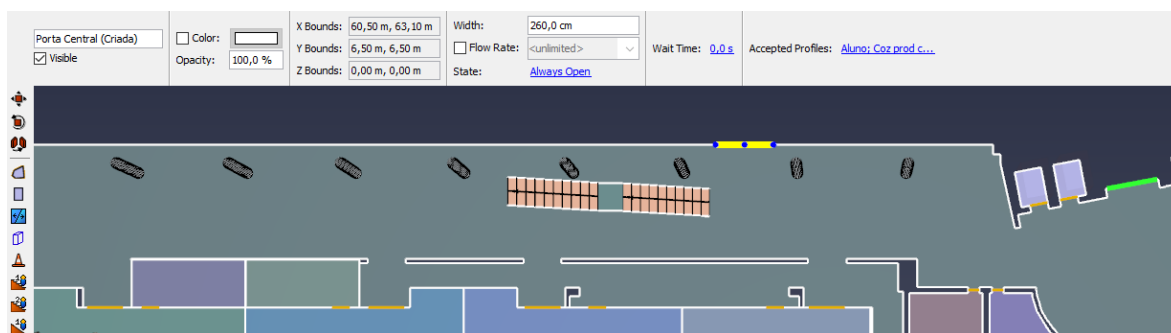 Porta Central (Criada)
Visible
Color:
Opacity: 100,0 %
X Bounds: 60,50 m, 63,10 m
Y Bounds: 6,50 m, 6,50 m
Z Bounds: 0,00 m, 0,00 m
Width: 260,0 cm
Flow Rate: <unlimited>
State: Always Open
Wait Time: 0,0 s
Accepted Profiles: Aluno; Coz prod c...